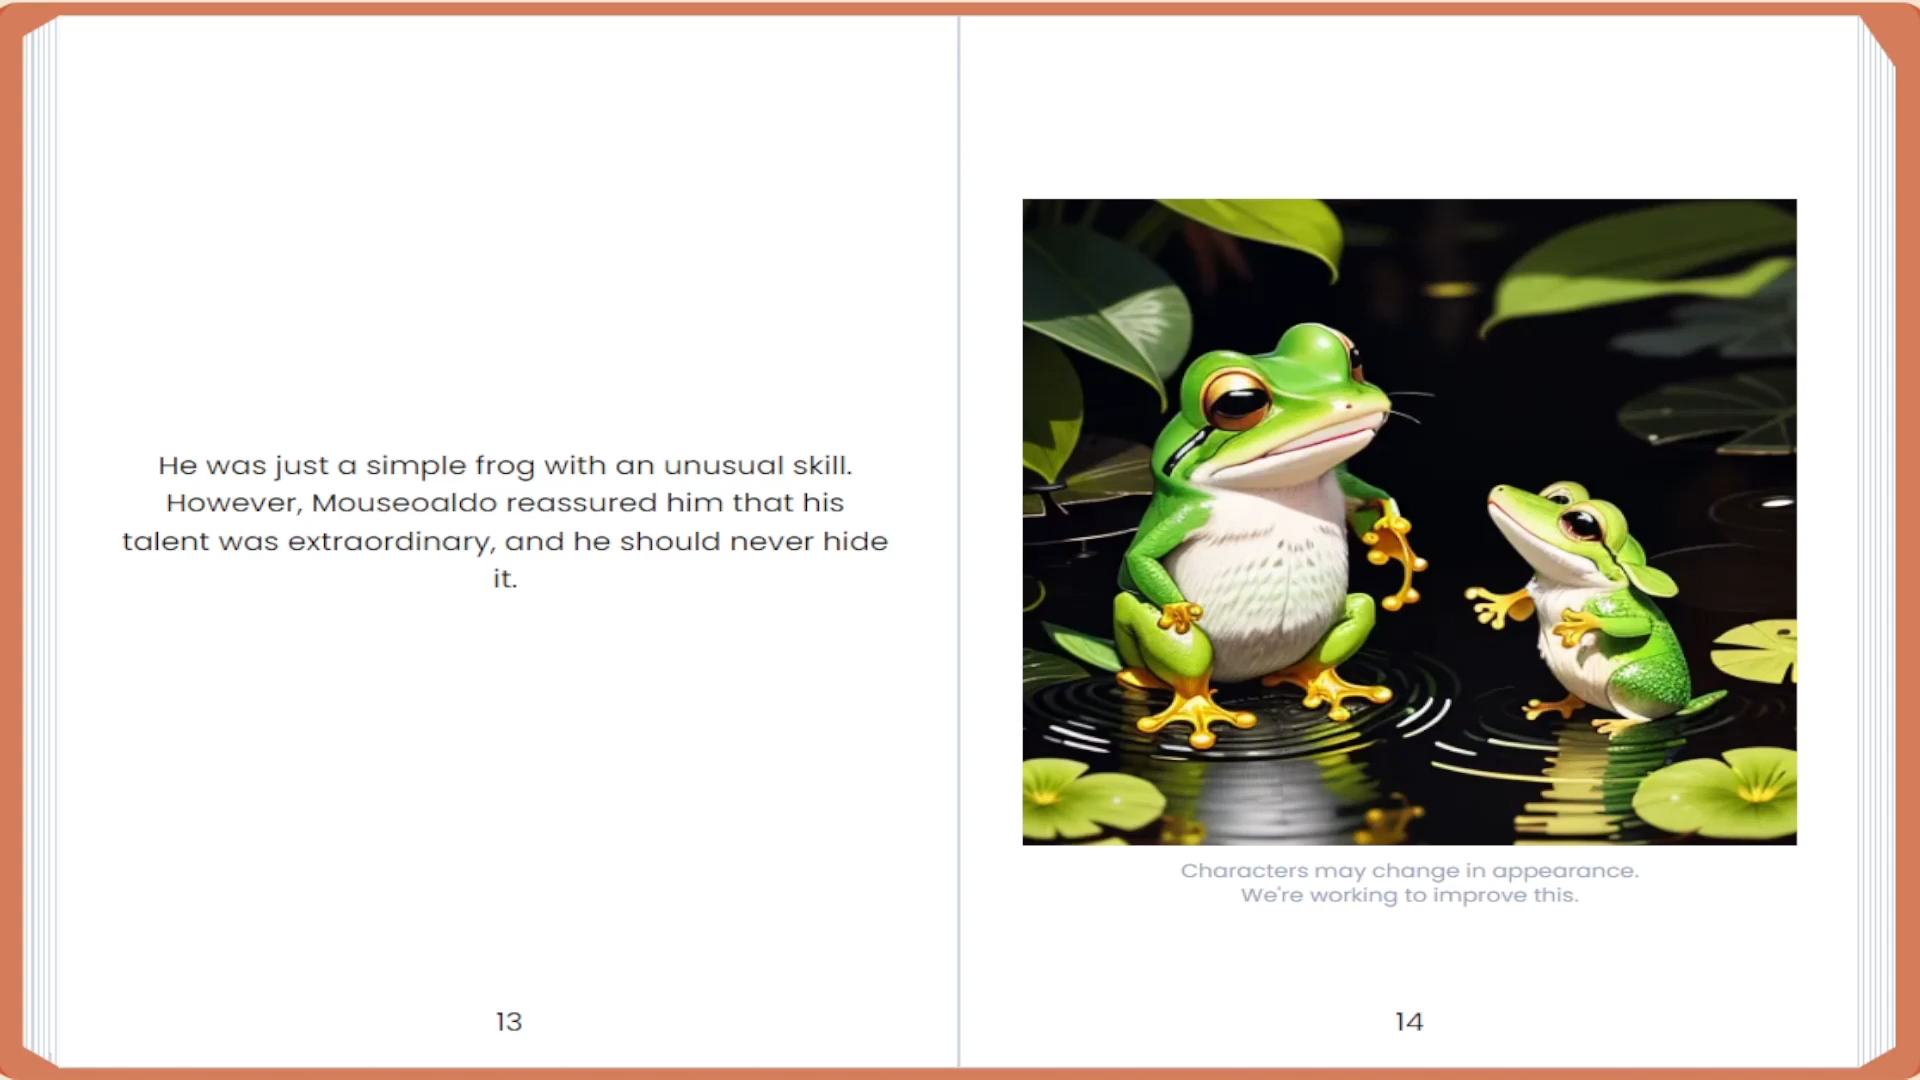 He was just a simple frog with an unusual skill.
However, Mouseoaldo reassured him that his
talent was extraordinary, and he should never hide
it.
13
Characters may change in appearance.
We're working to improve this.
14